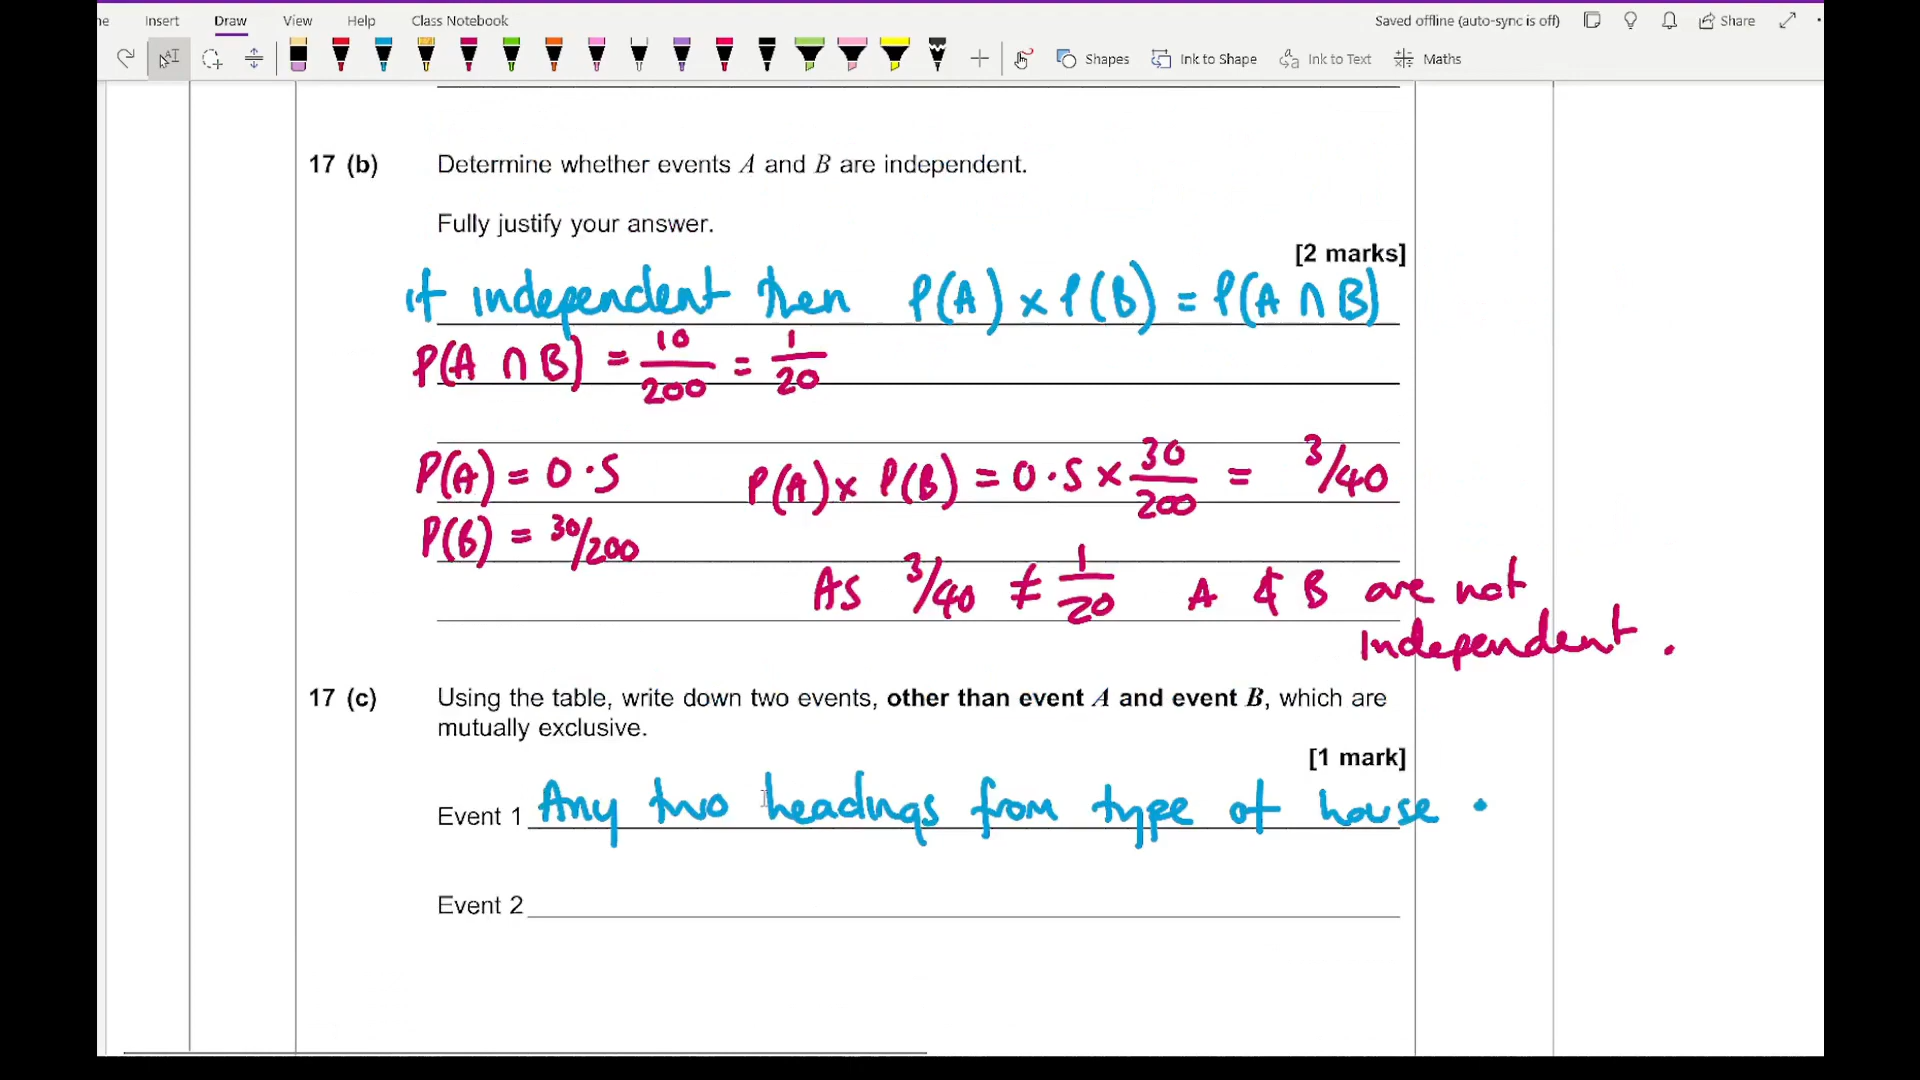 ne Insert Draw View Help Class Notebook Saved offline (auto-sync is off) Share
Shapes Ink to Shape Ink to Text Maths
17 (b) Determine whether events A and B are independent.
Fully justify your answer.
[2 marks]
if independent then P(A) × P(B) = P(A ∩ B)
P(A ∩ B) = 10/200 = 1/20
P(A) = 0.5 P(A) × P(B) = 0.5 × 30/200 = 3/40
P(B) = 30/200
As 3/40 ≠ 1/20 A & B are not
Independent.
17 (c) Using the table, write down two events, other than event A and event B, which are
mutually exclusive.
[1 mark]
Event 1 Any two headings from type of house.
Event 2